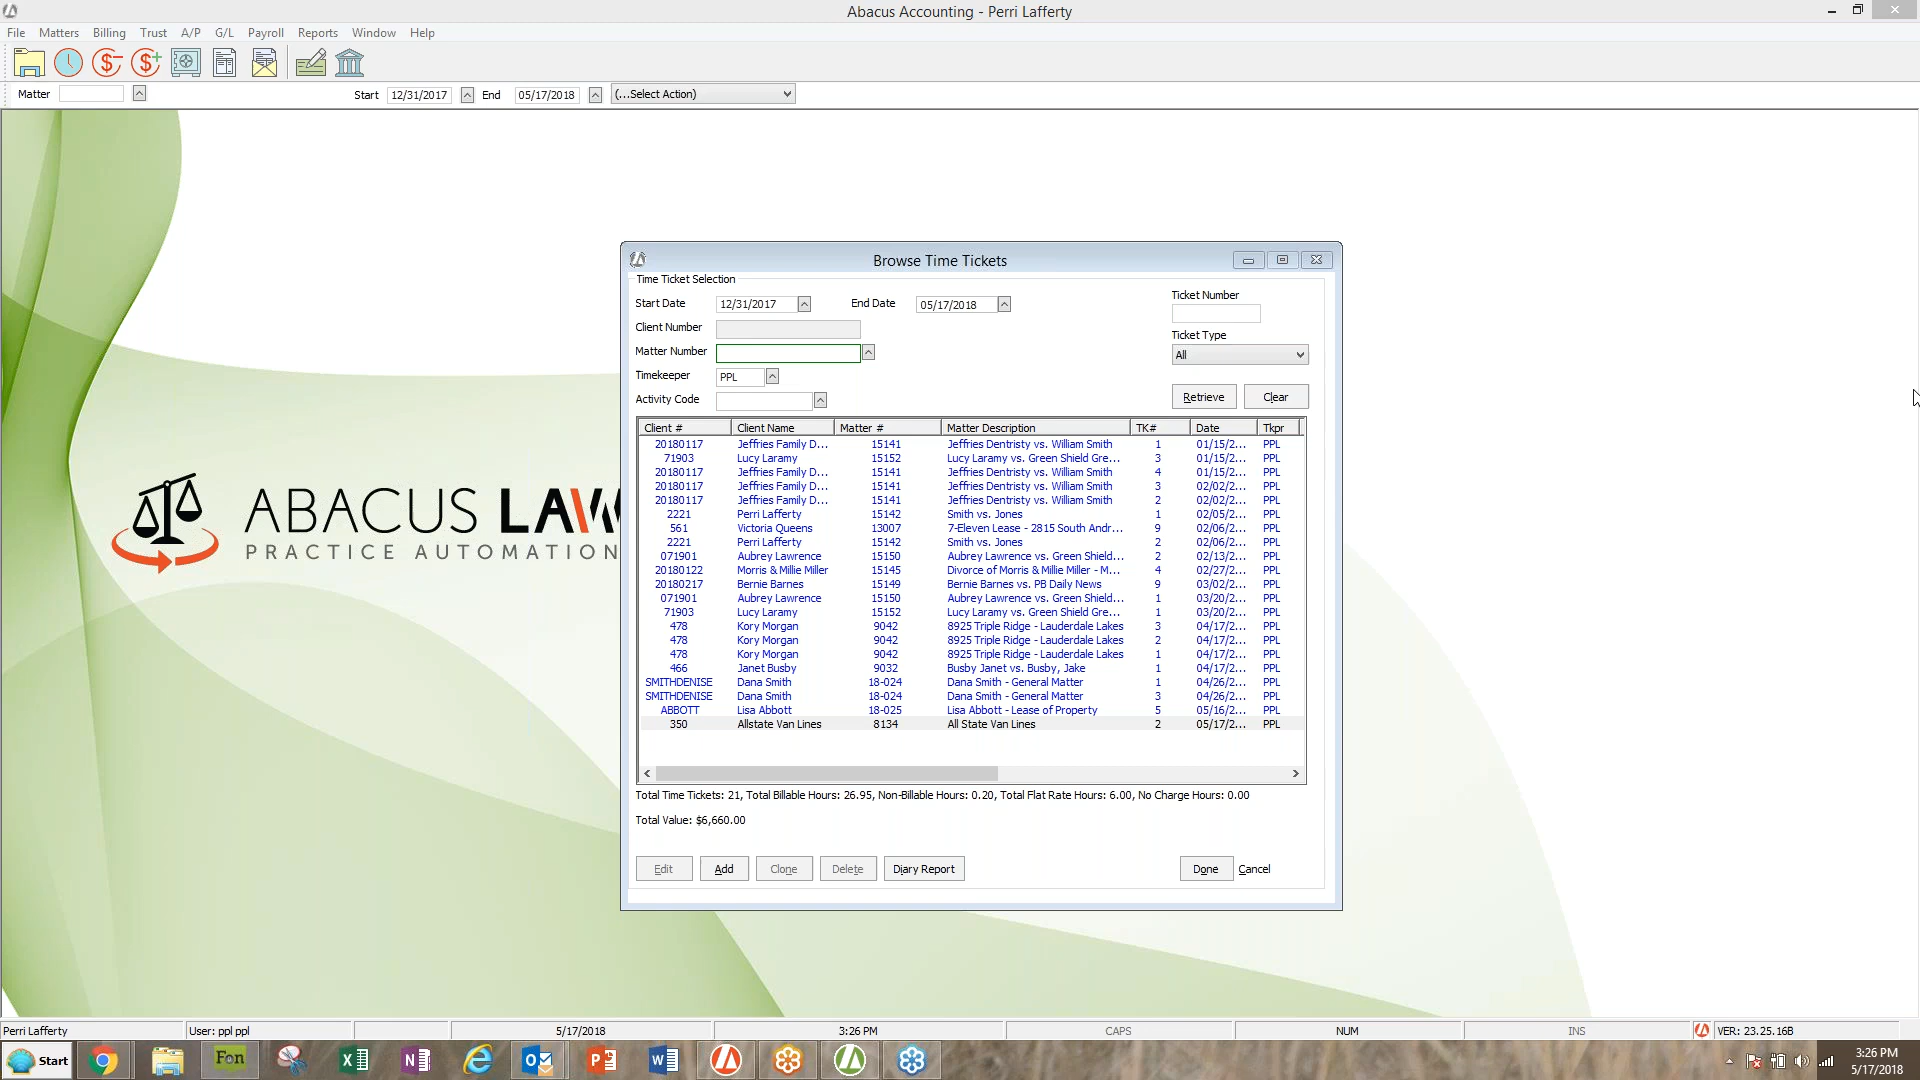 Abacus Accounting - Perri Lafferty
File Matters Billing Trust A/P G/L Payroll Reports Window Help
Matter Start 12/31/2017 End 05/17/2018 (...Select Action)
ABACUS LAW
PRACTICE AUTOMATION
Browse Time Tickets
Time Ticket Selection
Start Date 12/31/2017 End Date 05/17/2018
Client Number
Matter Number
Timekeeper PPL
Activity Code
Ticket Number
Ticket Type
All
Retrieve Clear
Client # Client Name Matter # Matter Description TK# Date Tkpr
20180117 Jeffries Family D... 15141 Jeffries Dentristy vs. William Smith 1 01/15/2... PPL
71903 Lucy Laramy 15152 Lucy Laramy vs. Green Shield Gre... 3 01/15/2... PPL
20180117 Jeffries Family D... 15141 Jeffries Dentristy vs. William Smith 4 01/15/2... PPL
20180117 Jeffries Family D... 15141 Jeffries Dentristy vs. William Smith 3 02/02/2... PPL
20180117 Jeffries Family D... 15141 Jeffries Dentristy vs. William Smith 2 02/02/2... PPL
2221 Perri Lafferty 15142 Smith vs. Jones 1 02/05/2... PPL
561 Victoria Queens 13007 7-Eleven Lease - 2815 South Andr... 9 02/06/2... PPL
2221 Perri Lafferty 15142 Smith vs. Jones 2 02/06/2... PPL
071901 Aubrey Lawrence 15150 Aubrey Lawrence vs. Green Shield... 2 02/13/2... PPL
20180122 Morris & Millie Miller 15145 Divorce of Morris & Millie Miller - M... 4 02/27/2... PPL
20180217 Bernie Barnes 15149 Bernie Barnes vs. PB Daily News 9 03/02/2... PPL
071901 Aubrey Lawrence 15150 Aubrey Lawrence vs. Green Shield... 1 03/20/2... PPL
71903 Lucy Laramy 15152 Lucy Laramy vs. Green Shield Gre... 1 03/20/2... PPL
478 Kory Morgan 9042 8925 Triple Ridge - Lauderdale Lakes 3 04/17/2... PPL
478 Kory Morgan 9042 8925 Triple Ridge - Lauderdale Lakes 2 04/17/2... PPL
478 Kory Morgan 9042 8925 Triple Ridge - Lauderdale Lakes 1 04/17/2... PPL
466 Janet Busby 9032 Busby Janet vs. Busby, Jake 1 04/17/2... PPL
SMITHDENISE Dana Smith 18-024 Dana Smith - General Matter 1 04/26/2... PPL
SMITHDENISE Dana Smith 18-024 Dana Smith - General Matter 3 04/26/2... PPL
ABBOTT Lisa Abbott 18-025 Lisa Abbott - Lease of Property 5 05/16/2... PPL
350 Allstate Van Lines 8134 All State Van Lines 2 05/17/2... PPL
Total Time Tickets: 21, Total Billable Hours: 26.95, Non-Billable Hours: 0.20, Total Flat Rate Hours: 6.00, No Charge Hours: 0.00
Total Value: $6,660.00
Edit Add Clone Delete Diary Report Done Cancel
Perri Lafferty User: ppl ppl 5/17/2018 3:26 PM CAPS NUM INS VER: 23.25.16B
Start Fon 3:26 PM
5/17/2018